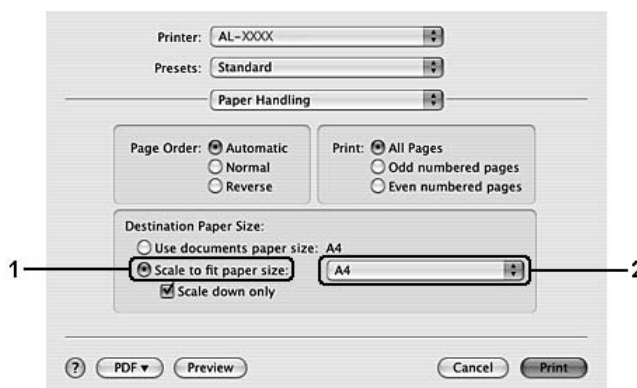 Printer: AL-XXXX
Presets: Standard
Paper Handling
Page Order: Automatic
Normal
Reverse
Print: All Pages
Odd numbered pages
Even numbered pages
Destination Paper Size:
Use documents paper size: A4
1
Scale to fit paper size: A4
2
Scale down only
? PDF Preview Cancel Print